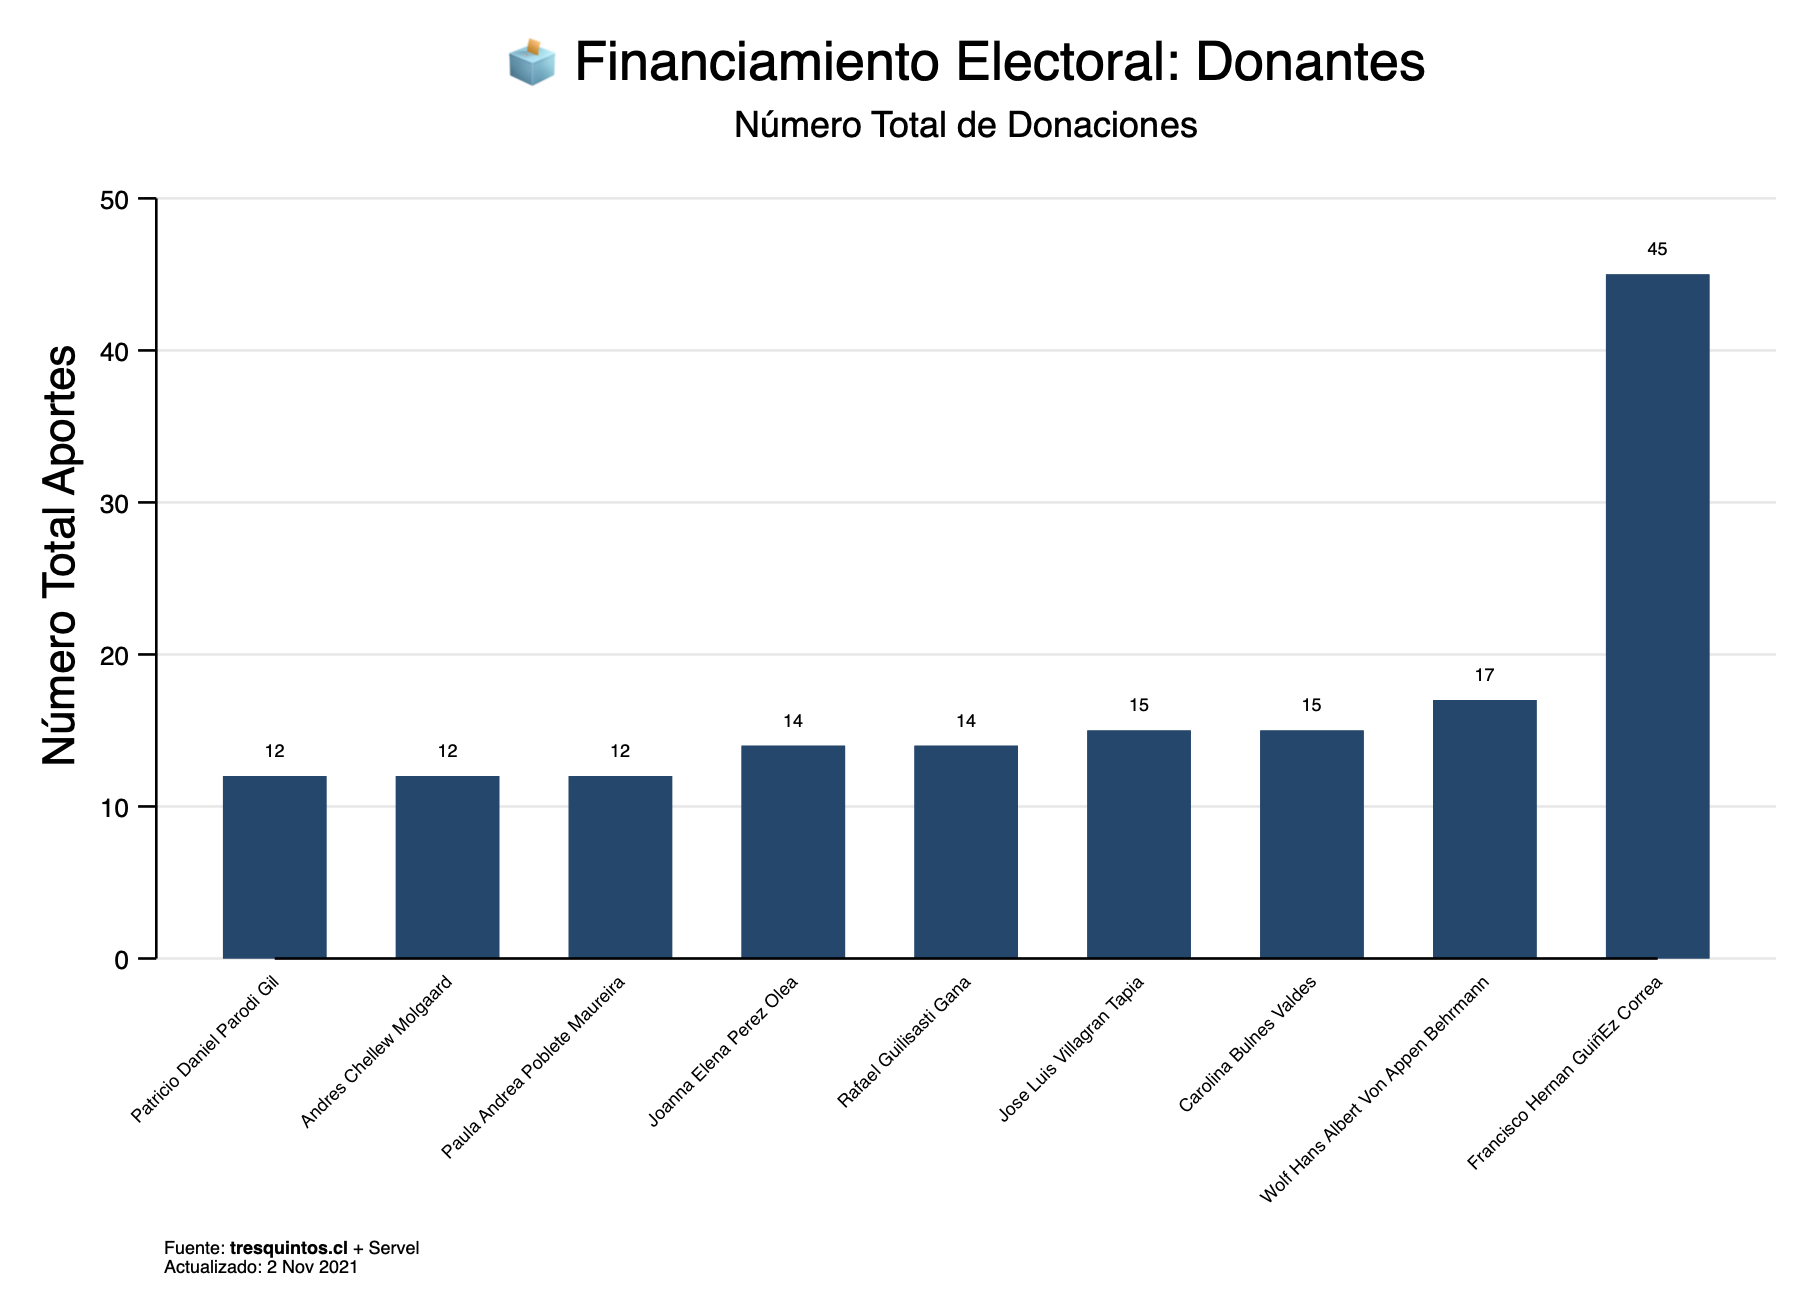 Financiamiento Electoral: Donantes
Número Total de Donaciones
Número Total Aportes
50
40
30
20
10
0
12
12
12
14
14
15
15
17
45
Patricio Daniel Parodi Gil
Andres Chellew Molgaard
Paula Andrea Poblete Maureira
Joanna Elena Perez Olea
Rafael Guilisasti Gana
Jose Luis Villagran Tapia
Carolina Bulnes Valdes
Wolf Hans Albert Von Appen Behrmann
Francisco Hernan GuiñEz Correa
Fuente: tresquintos.cl + Servel
Actualizado: 2 Nov 2021